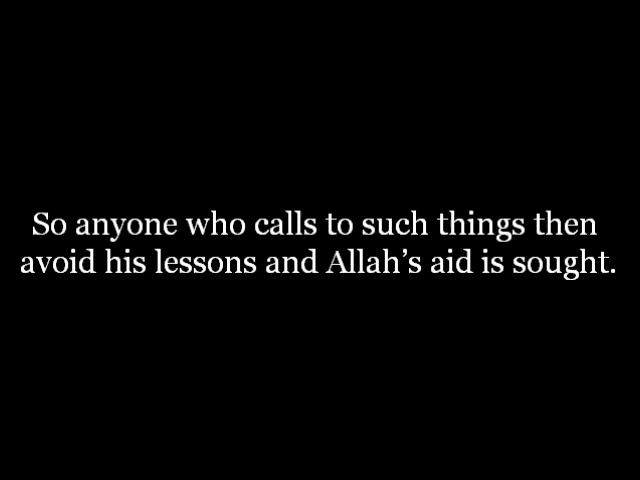 So anyone who calls to such things then
avoid his lessons and Allah’s aid is sought.